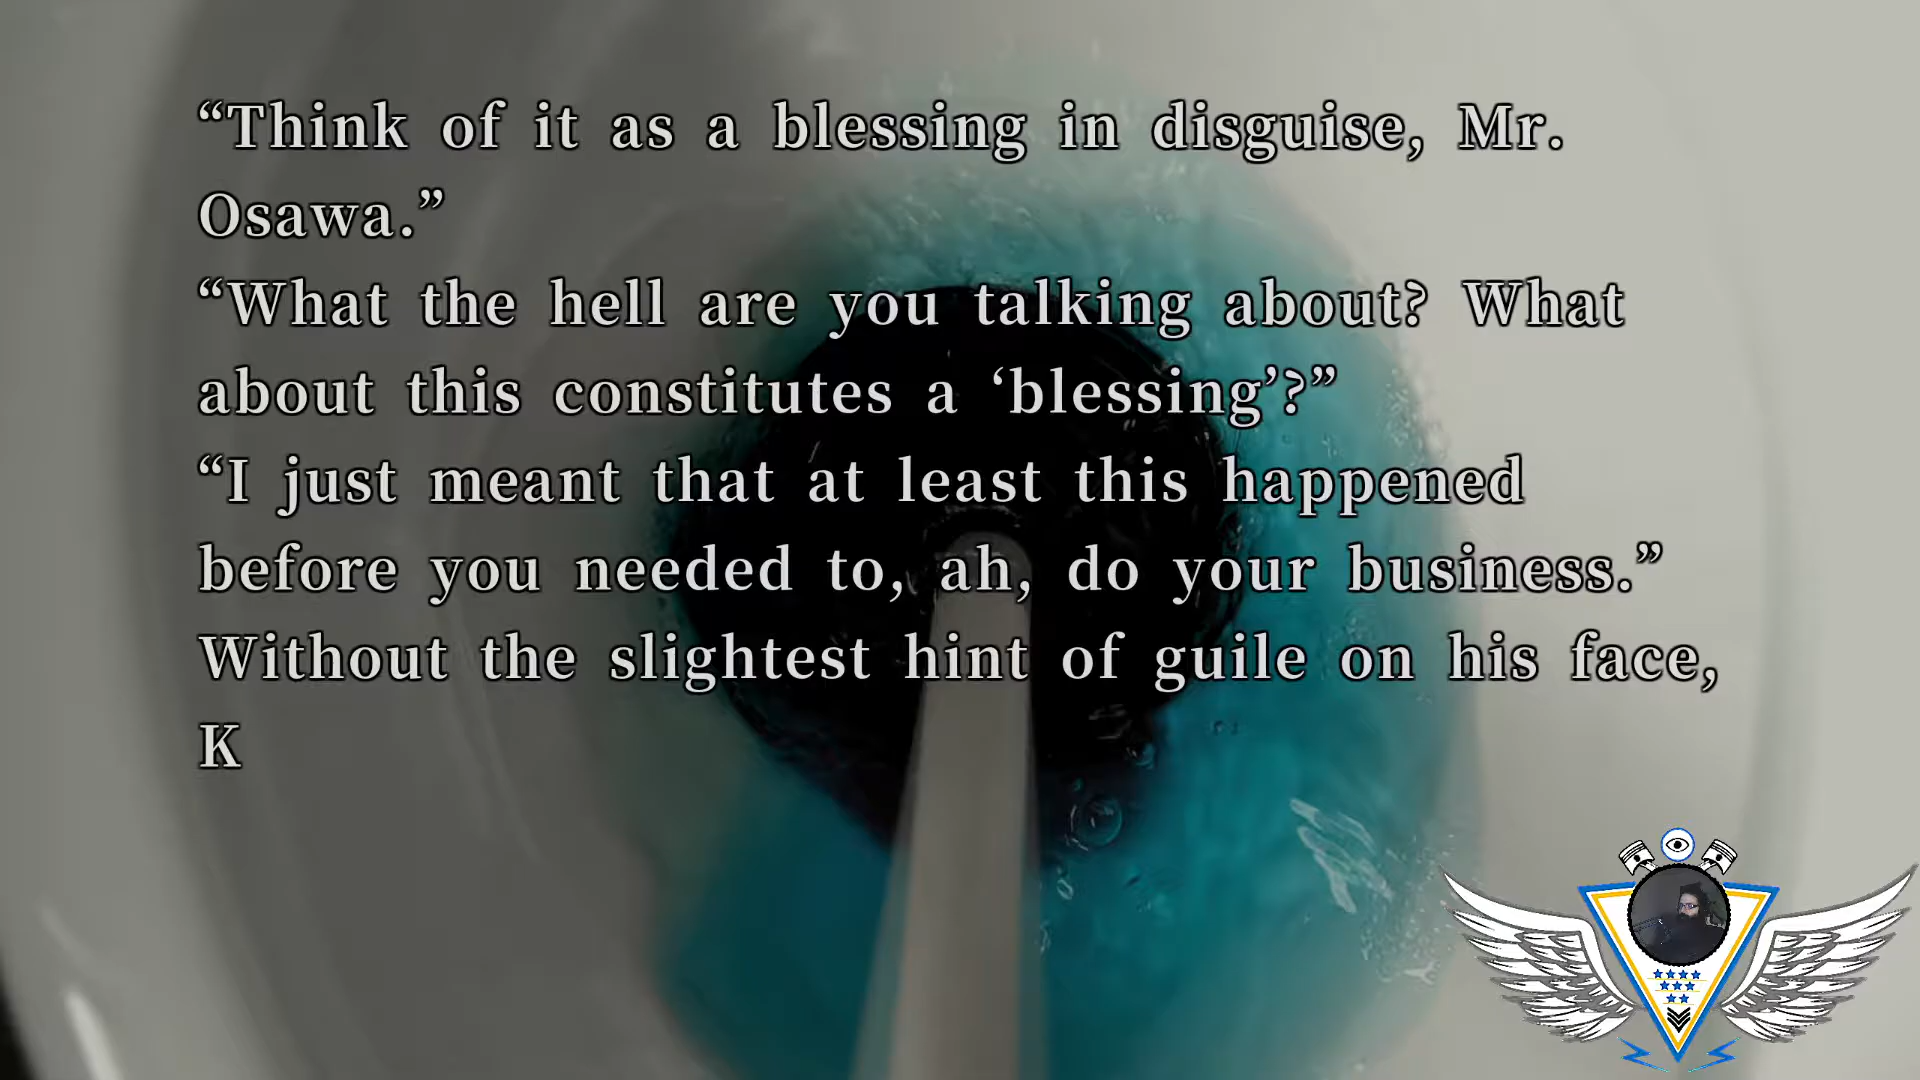 “Think of it as a blessing in disguise, Mr.
Osawa.”
“What the hell are you talking about? What
about this constitutes a ‘blessing’?”
“I just meant that at least this happened
before you needed to, ah, do your business.”
Without the slightest hint of guile on his face,
K